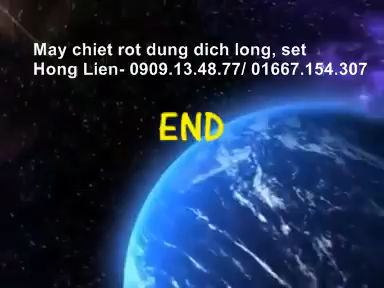 May chiet rot dung dich long, set
Hong Lien- 0909.13.48.77/ 01667.154.307
END